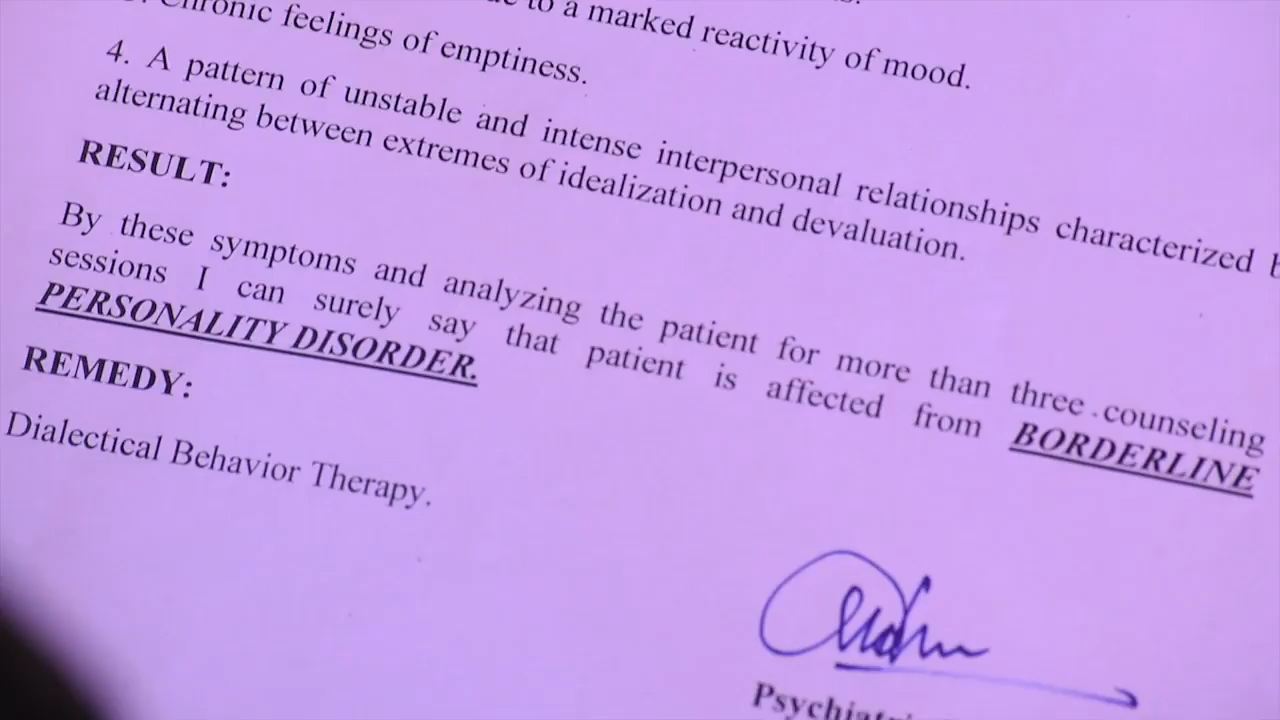 to a marked reactivity of mood.
Chronic feelings of emptiness.
4. A pattern of unstable and intense interpersonal relationships characterized
alternating between extremes of idealization and devaluation.
RESULT:
By these symptoms and analyzing the patient for more than three counseling
sessions I can surely say that patient is affected from BORDERLINE
PERSONALITY DISORDER.
REMEDY:
Dialectical Behavior Therapy.